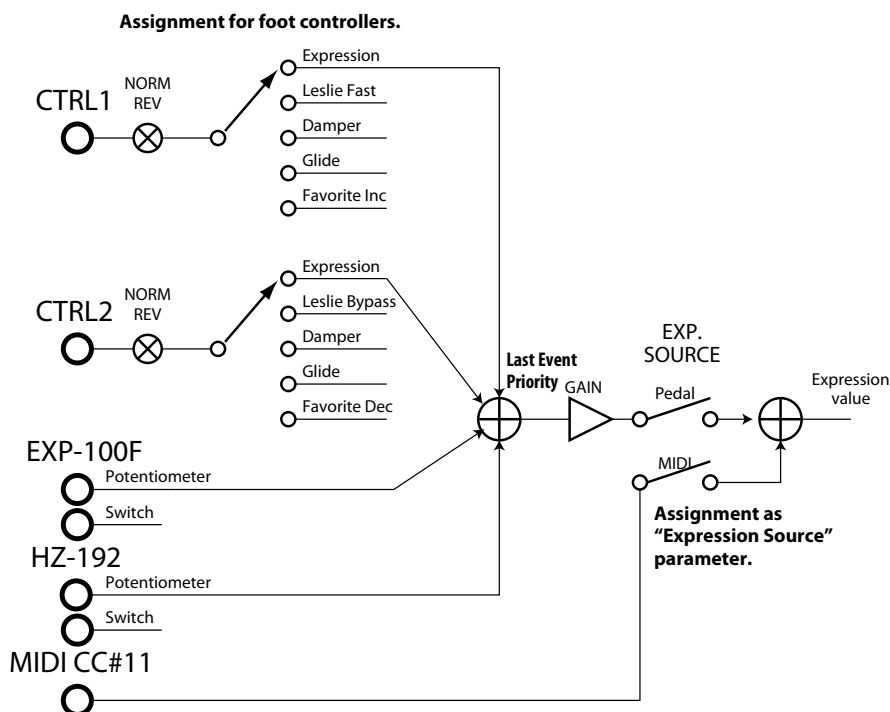 Assignment for foot controllers.
CTRL1
NORM
REV
Expression
Leslie Fast
Damper
Glide
Favorite Inc
CTRL2
NORM
REV
Expression
Leslie Bypass
Damper
Glide
Favorite Dec
Last Event
Priority
GAIN
EXP.
SOURCE
Pedal
Expression
value
MIDI
Assignment as
“Expression Source”
parameter.
EXP-100F
Potentiometer
Switch
HZ-192
Potentiometer
Switch
MIDI CC#11